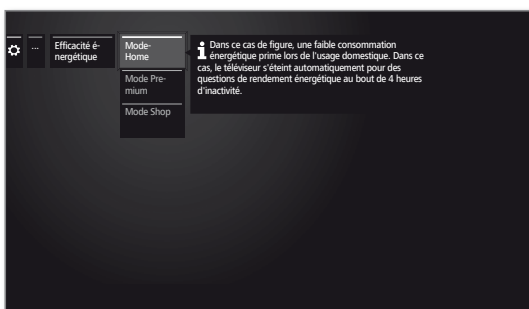 ...
Efficacité é-
nergétique
Mode-
Home
Mode Pre-
mium
Mode Shop
i Dans ce cas de figure, une faible consommation
énergétique prime lors de l'usage domestique. Dans ce
cas, le téléviseur s'éteint automatiquement pour des
questions de rendement énergétique au bout de 4 heures
d'inactivité.